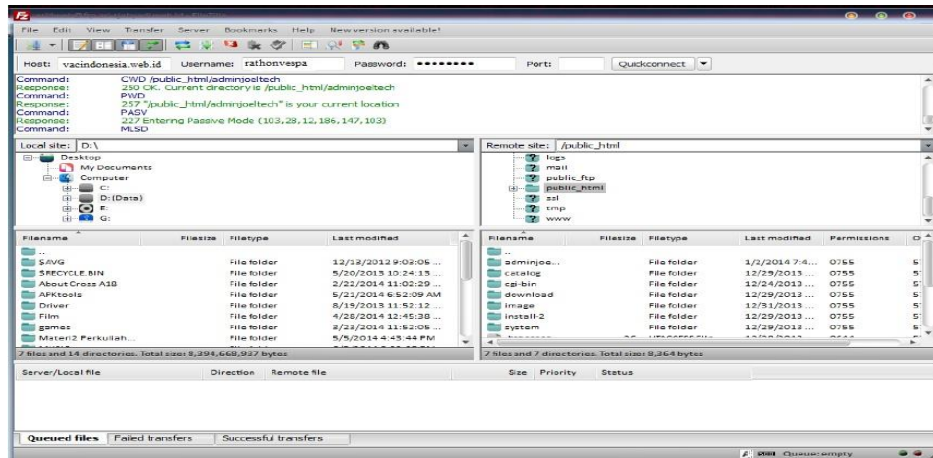 File Edit View Transfer Server Bookmarks Help New version available!
Host: vacindonesia.web.id Username: rathonvespa Password: ●●●●●●●● Port: Quickconnect
Command: CWD /public_html/adminjoeltech
Response: 250 OK. Current directory is /public_html/adminjoeltech
Command: PWD
Response: 257 "/public_html/adminjoeltech" is your current location
Command: PASV
Response: 227 Entering Passive Mode (103,28,12,186,147,103)
Command: MLSD
Local site: D:\
Desktop
My Documents
Computer
C:
D: (Data)
E:
G:
Remote site: /public_html
logs
mail
public_ftp
public_html
ssl
tmp
www
Filename Filesize Filetype Last modified
..
$AVG File folder 12/13/2012 9:03:05 ...
$RECYCLE.BIN File folder 5/20/2013 10:24:13 ...
About Cross A18 File folder 2/22/2014 11:02:29 ...
APKtools File folder 5/21/2014 6:52:09 AM
Driver File folder 8/19/2013 11:52:12 ...
Film File folder 4/28/2014 12:45:38 ...
games File folder 3/23/2014 11:53:05 ...
Materi2 Perkuliah... File folder 5/5/2014 4:43:44 PM
7 files and 14 directories. Total size: 8,394,668,937 bytes
Filename Filesize Filetype Last modified Permissions
..
adminjoe... File folder 1/2/2014 7:4... 0755
catalog File folder 12/29/2013 ... 0755
cgi-bin File folder 12/24/2013 ... 0755
download File folder 12/29/2013 ... 0755
image File folder 12/31/2013 ... 0755
install-2 File folder 12/29/2013 ... 0755
system File folder 12/29/2013 ... 0755
7 files and 7 directories. Total size: 8,364 bytes
Server/Local file Direction Remote file Size Priority Status
Queued files Failed transfers Successful transfers
Queue: empty